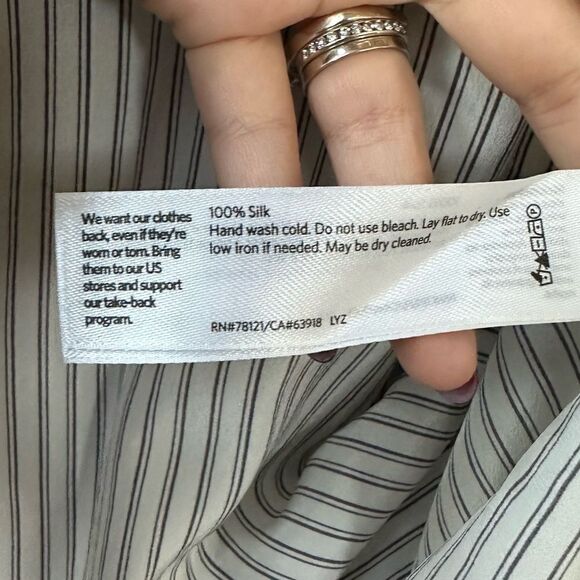 We want our clothes
back, even if they're
worn or torn. Bring
them to our US
stores and support
our take-back
program.
100% Silk
Hand wash cold. Do not use bleach. Lay flat to dry. Use
low iron if needed. May be dry cleaned.
RN#78121/CA#63918 LYZ